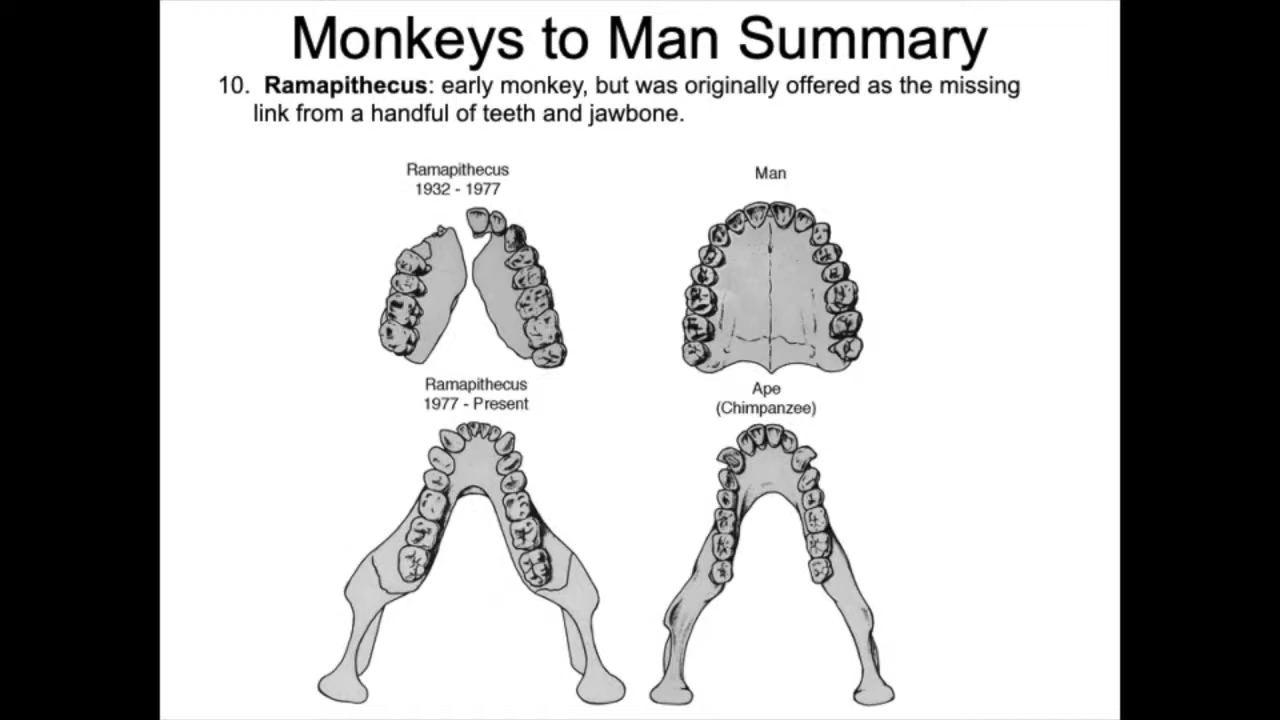 Monkeys to Man Summary
10. Ramapithecus: early monkey, but was originally offered as the missing
link from a handful of teeth and jawbone.
Ramapithecus
1932 - 1977
Man
Ramapithecus
1977 - Present
Ape
(Chimpanzee)